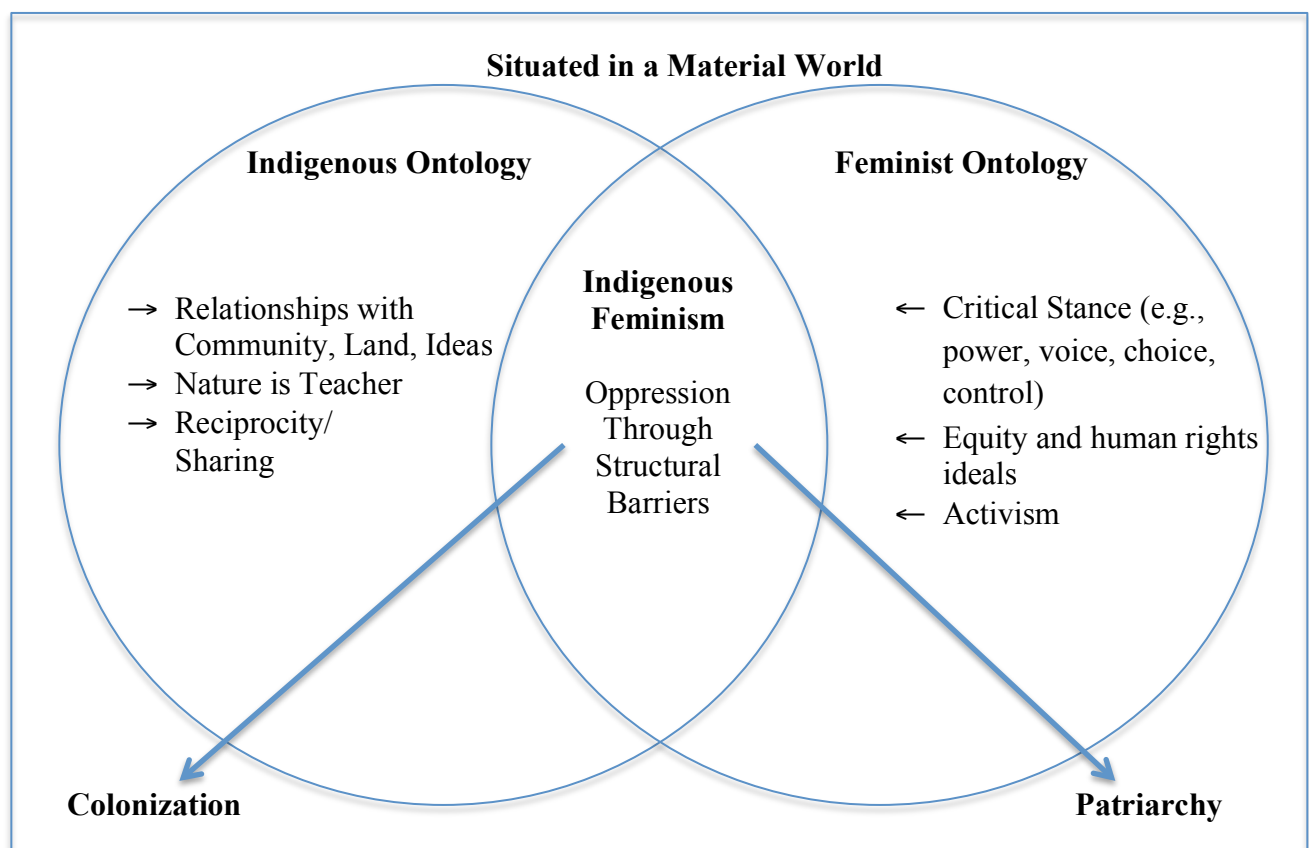 Situated in a Material World
Indigenous Ontology
→ Relationships with
Community, Land, Ideas
→ Nature is Teacher
→ Reciprocity/
Sharing
Indigenous
Feminism
Oppression
Through
Structural
Barriers
Feminist Ontology
← Critical Stance (e.g.,
power, voice, choice,
control)
← Equity and human rights
ideals
← Activism
Colonization
Patriarchy